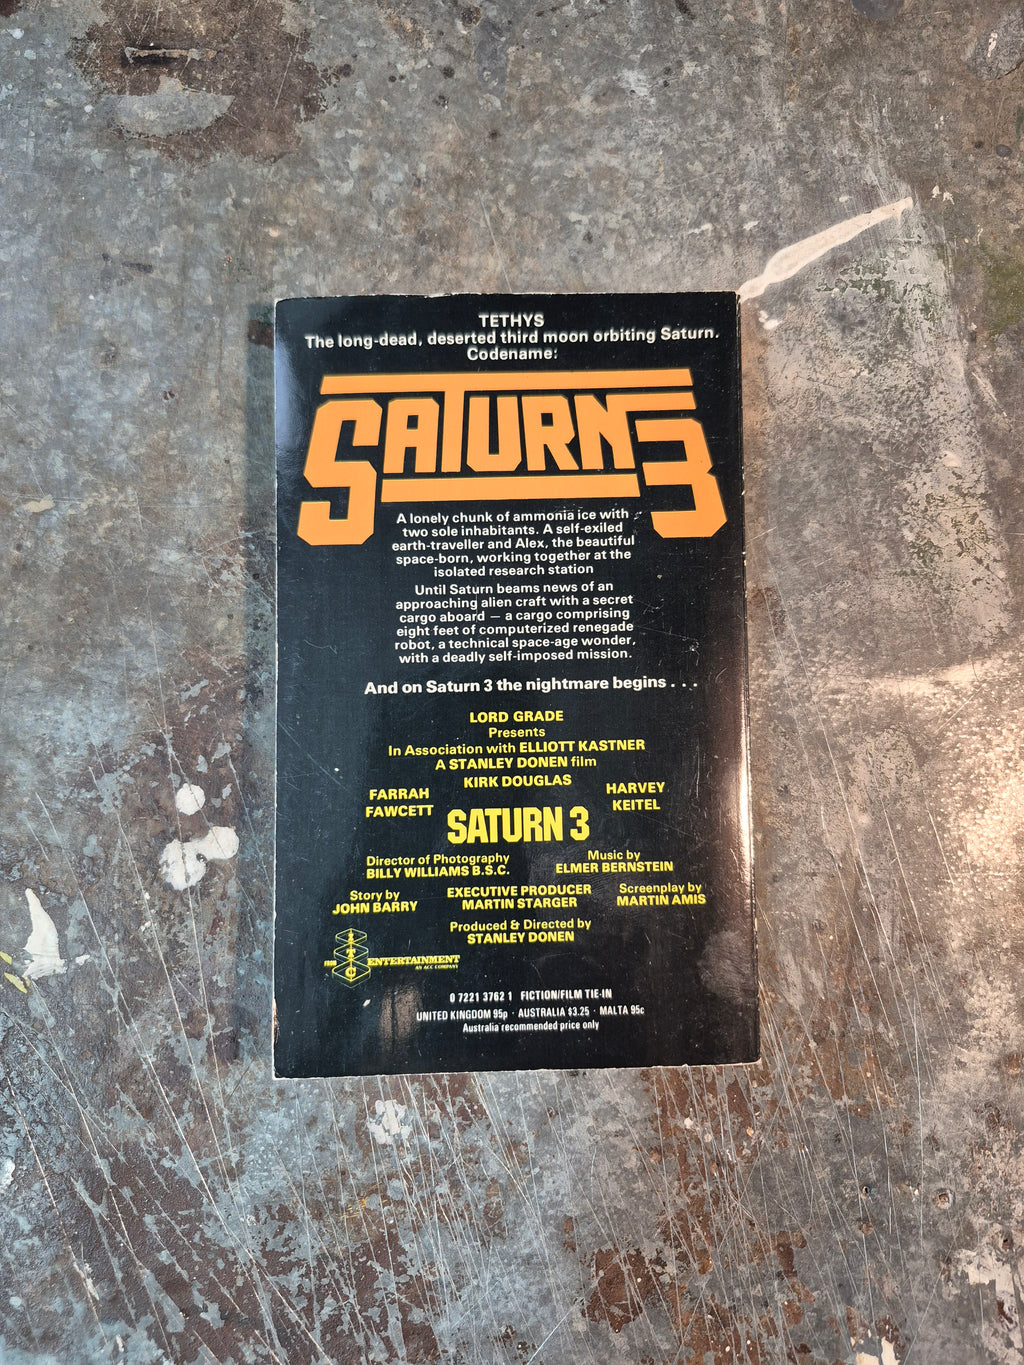 TETHYS
The long-dead, deserted third moon orbiting Saturn.
Codename:
SATURN 3
A lonely chunk of ammonia ice with
two sole inhabitants. A self-exiled
earth-traveller and Alex, the beautiful
space-born, working together at the
isolated research station
Until Saturn beams news of an
approaching alien craft with a secret
cargo aboard — a cargo comprising
eight feet of computerized renegade
robot, a technical space-age wonder,
with a deadly self-imposed mission.
And on Saturn 3 the nightmare begins . . .
LORD GRADE
Presents
In Association with ELLIOTT KASTNER
A STANLEY DONEN film
KIRK DOUGLAS
FARRAH
FAWCETT
HARVEY
KEITEL
SATURN 3
Director of Photography
BILLY WILLIAMS B.S.C.
Music by
ELMER BERNSTEIN
Story by
JOHN BARRY
EXECUTIVE PRODUCER
MARTIN STARGER
Screenplay by
MARTIN AMIS
Produced & Directed by
STANLEY DONEN
FROM ITC ENTERTAINMENT
AN ACC COMPANY
0 7221 3762 1 FICTION/FILM TIE-IN
UNITED KINGDOM 95p · AUSTRALIA $3.25 · MALTA 95c
Australia recommended price only